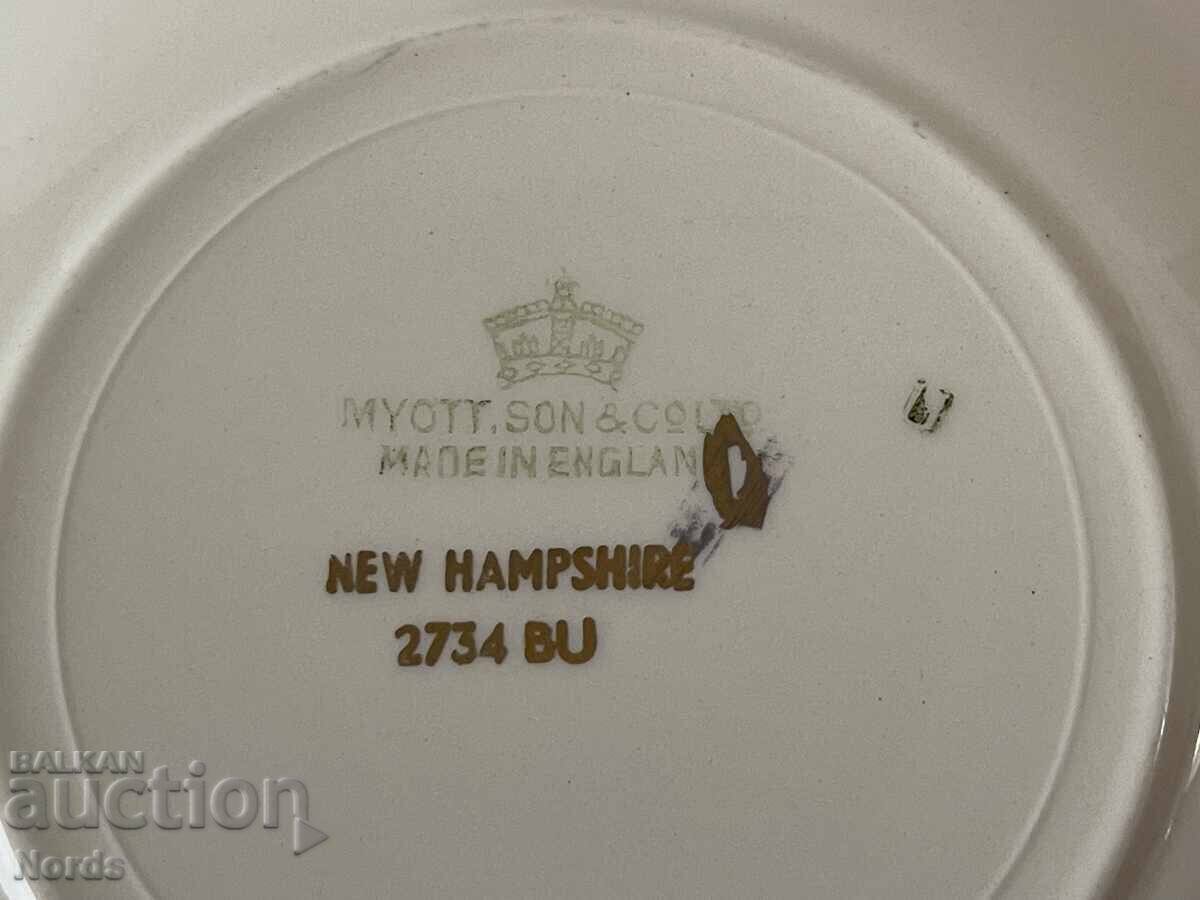 MYOTT, SON & CO LTD
MADE IN ENGLAN
NEW HAMPSHIRE
2734 BU
BALKAN
auction
Nords